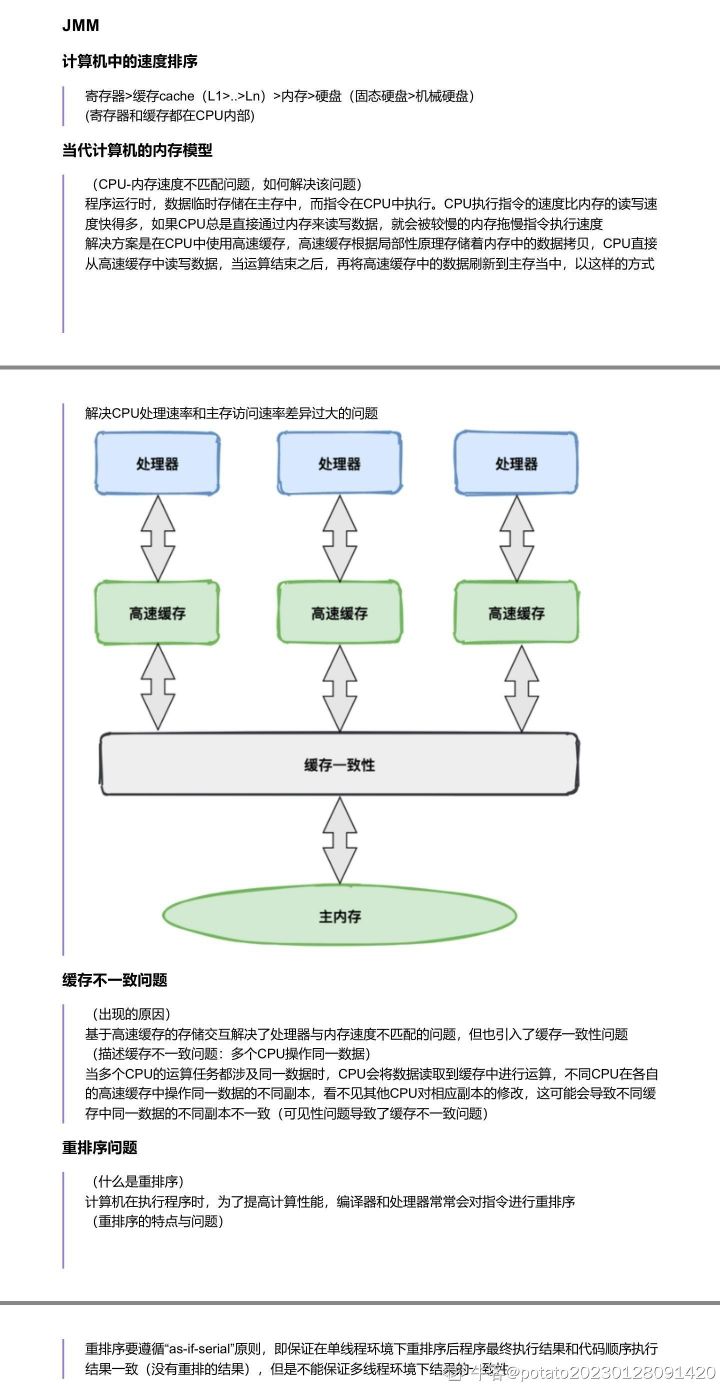 JMM
计算机中的速度排序
寄存器>缓存cache（L1>..>Ln）>内存>硬盘（固态硬盘>机械硬盘）
(寄存器和缓存都在CPU内部)
当代计算机的内存模型
（CPU-内存速度不匹配问题，如何解决该问题）
程序运行时，数据临时存储在主存中，而指令在CPU中执行。CPU执行指令的速度比内存的读写速
度快得多，如果CPU总是直接通过内存来读写数据，就会被较慢的内存拖慢指令执行速度
解决方案是在CPU中使用高速缓存，高速缓存根据局部性原理存储着内存中的数据拷贝，CPU直接
从高速缓存中读写数据，当运算结束之后，再将高速缓存中的数据刷新到主存当中，以这样的方式
解决CPU处理速率和主存访问速率差异过大的问题
处理器 处理器 处理器
高速缓存 高速缓存 高速缓存
缓存一致性
主内存
缓存不一致问题
（出现的原因）
基于高速缓存的存储交互解决了处理器与内存速度不匹配的问题，但也引入了缓存一致性问题
（描述缓存不一致问题：多个CPU操作同一数据）
当多个CPU的运算任务都涉及同一数据时，CPU会将数据读取到缓存中进行运算，不同CPU在各自
的高速缓存中操作同一数据的不同副本，看不见其他CPU对相应副本的修改，这可能会导致不同缓
存中同一数据的不同副本不一致（可见性问题导致了缓存不一致问题）
重排序问题
（什么是重排序）
计算机在执行程序时，为了提高计算性能，编译器和处理器常常会对指令进行重排序
（重排序的特点与问题）
重排序要遵循“as-if-serial”原则，即保证在单线程环境下重排序后程序最终执行结果和代码顺序执行
结果一致（没有重排的结果），但是不能保证多线程环境下结果的一致性
牛客@potato20230128091420